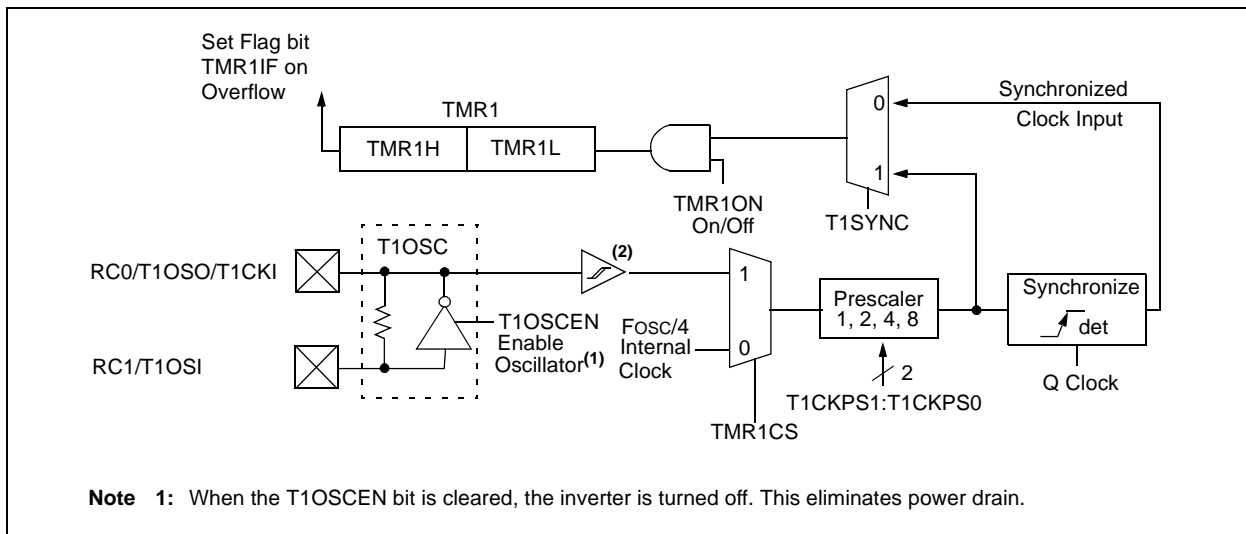 Set Flag bit
TMR1IF on
Overflow
TMR1
TMR1H
TMR1L
TMR1ON
On/Off
0
1
T1SYNC
Synchronized
Clock Input
RC0/T1OSO/T1CKI
RC1/T1OSI
T1OSC
T1OSCEN
Enable
Oscillator(1)
(2)
FOSC/4
Internal
Clock
1
0
TMR1CS
Prescaler
1, 2, 4, 8
2
T1CKPS1:T1CKPS0
Synchronize
det
Q Clock
Note 1: When the T1OSCEN bit is cleared, the inverter is turned off. This eliminates power drain.